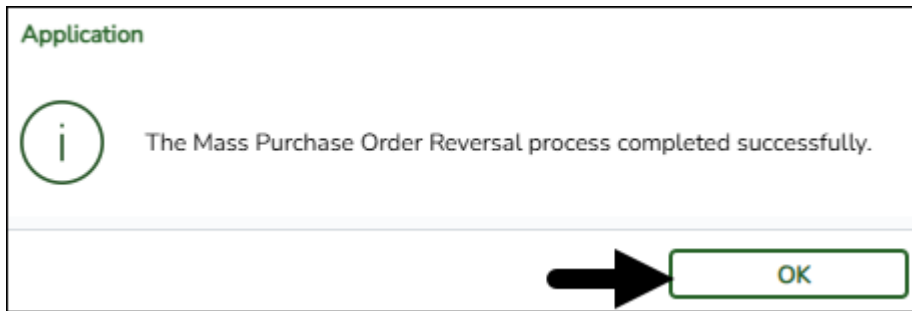 Application
i
The Mass Purchase Order Reversal process completed successfully.
OK